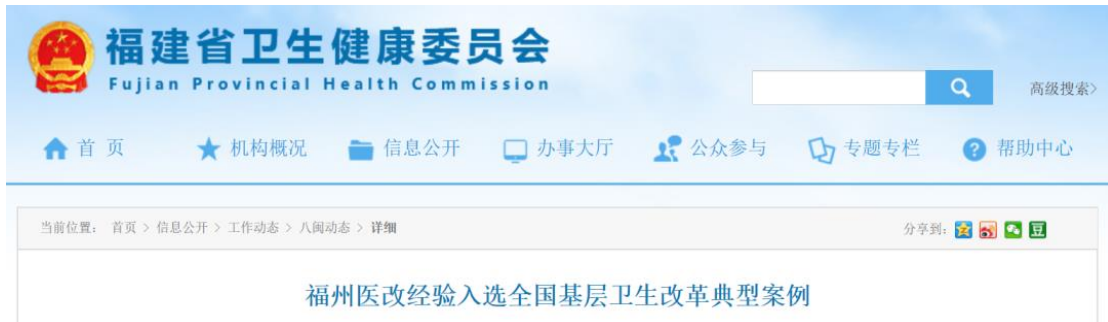 福建省卫生健康委员会
Fujian Provincial Health Commission
高级搜索>
首 页 机构概况 信息公开 办事大厅 公众参与 专题专栏 帮助中心
当前位置： 首页 > 信息公开 > 工作动态 > 八闽动态 > 详细 分享到: 豆
福州医改经验入选全国基层卫生改革典型案例